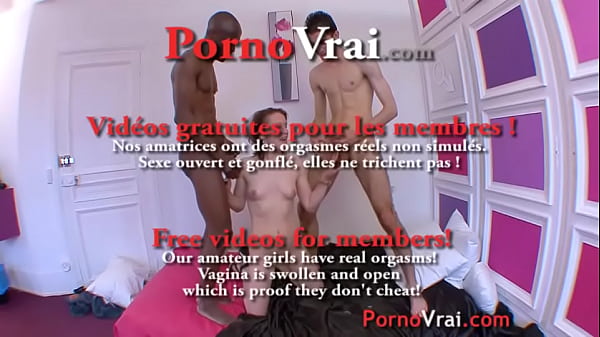 PornoVrai.com
Vidéos gratuites pour les membres !
Nos amatrices ont des orgasmes réels non simulés.
Sexe ouvert et gonflé, elles ne trichent pas !
Free videos for members!
Our amateur girls have real orgasms!
Vagina is swollen and open
which is proof they don't cheat!
PornoVrai.com